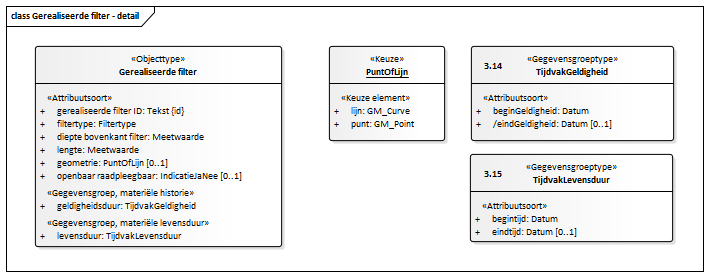 class Gerealiseerde filter - detail
«Objecttype»
Gerealiseerde filter
«Attribuutsoort»
+ gerealiseerde filter ID: Tekst {id}
+ filtertype: Filtertype
+ diepte bovenkant filter: Meetwaarde
+ lengte: Meetwaarde
+ geometrie: PuntOfLijn [0..1]
+ openbaar raadpleegbaar: IndicatieJaNee [0..1]
«Gegevensgroep, materiële historie»
+ geldigheidsduur: TijdvakGeldigheid
«Gegevensgroep, materiële levensduur»
+ levensduur: TijdvakLevensduur
«Keuze»
PuntOfLijn
«Keuze element»
+ lijn: GM_Curve
+ punt: GM_Point
3.14 «Gegevensgroeptype»
TijdvakGeldigheid
«Attribuutsoort»
+ beginGeldigheid: Datum
+ /eindGeldigheid: Datum [0..1]
3.15 «Gegevensgroeptype»
TijdvakLevensduur
«Attribuutsoort»
+ begintijd: Datum
+ eindtijd: Datum [0..1]